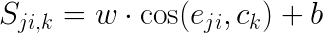 S_{ji,k} = w · cos(e_{ji}, c_k) + b